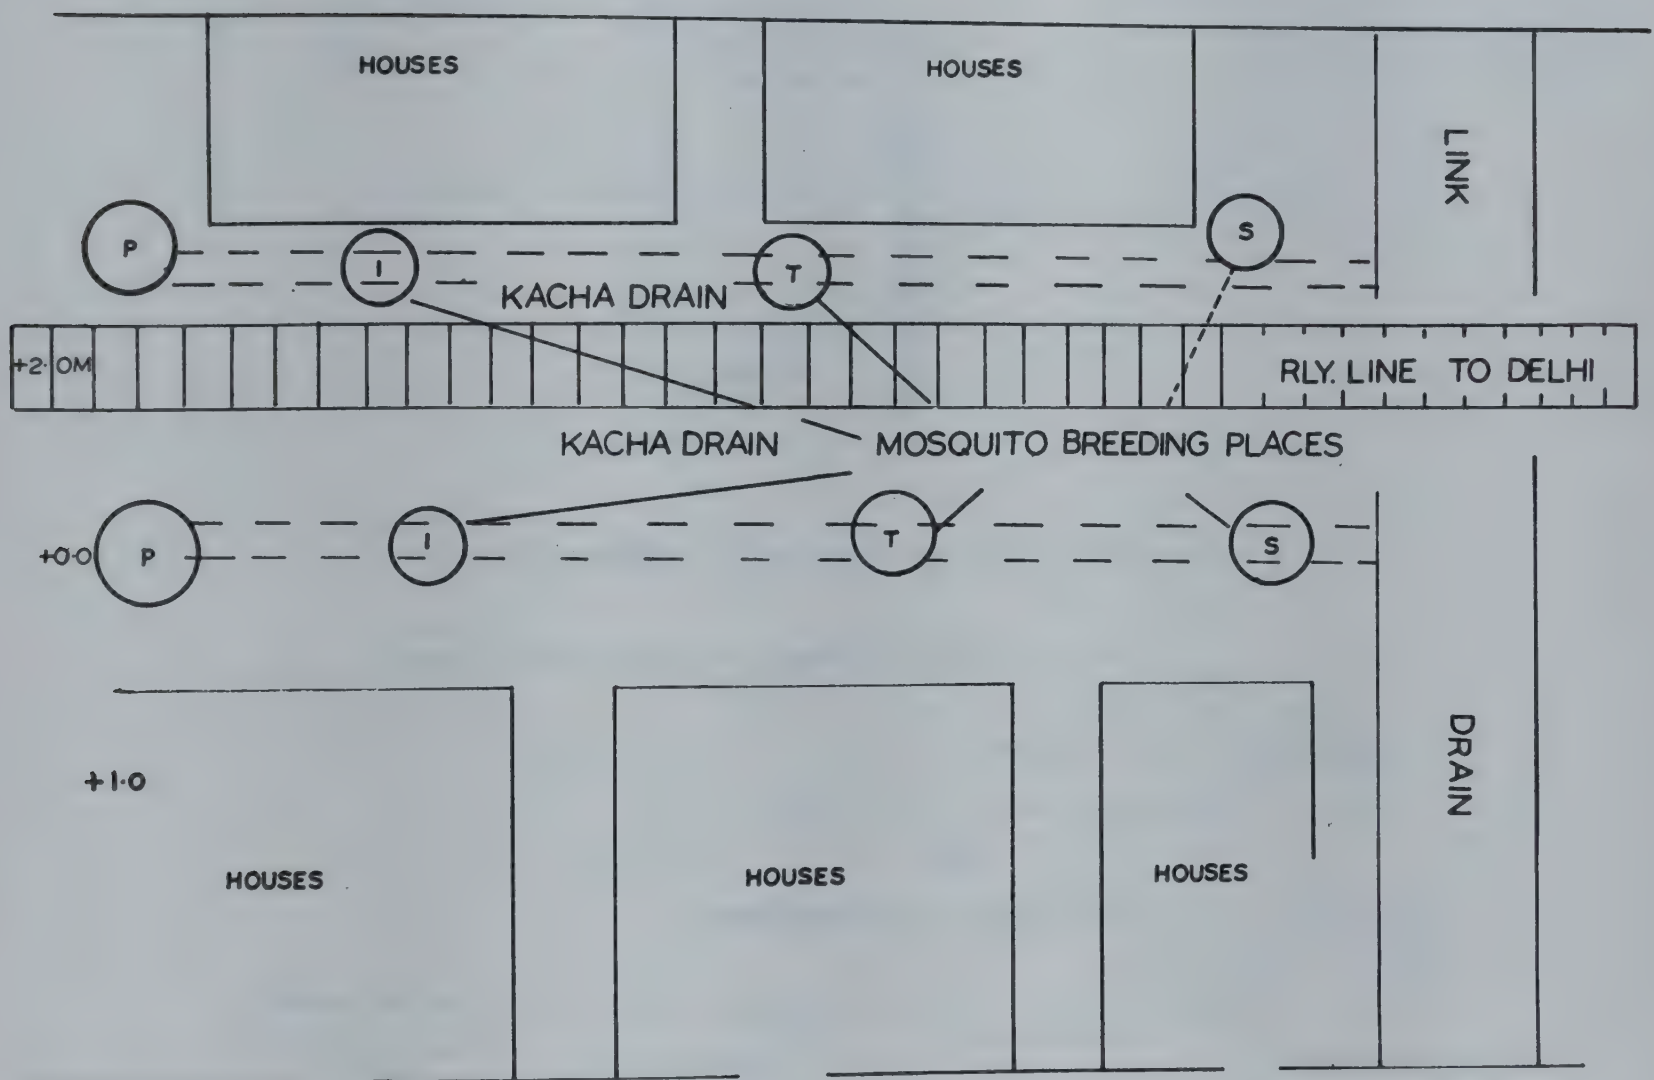 HOUSES
HOUSES
LINK
P
I
T
S
KACHA DRAIN
+2.0M
RLY. LINE TO DELHI
KACHA DRAIN
MOSQUITO BREEDING PLACES
+0.0
P
I
T
S
+1.0
DRAIN
HOUSES
HOUSES
HOUSES